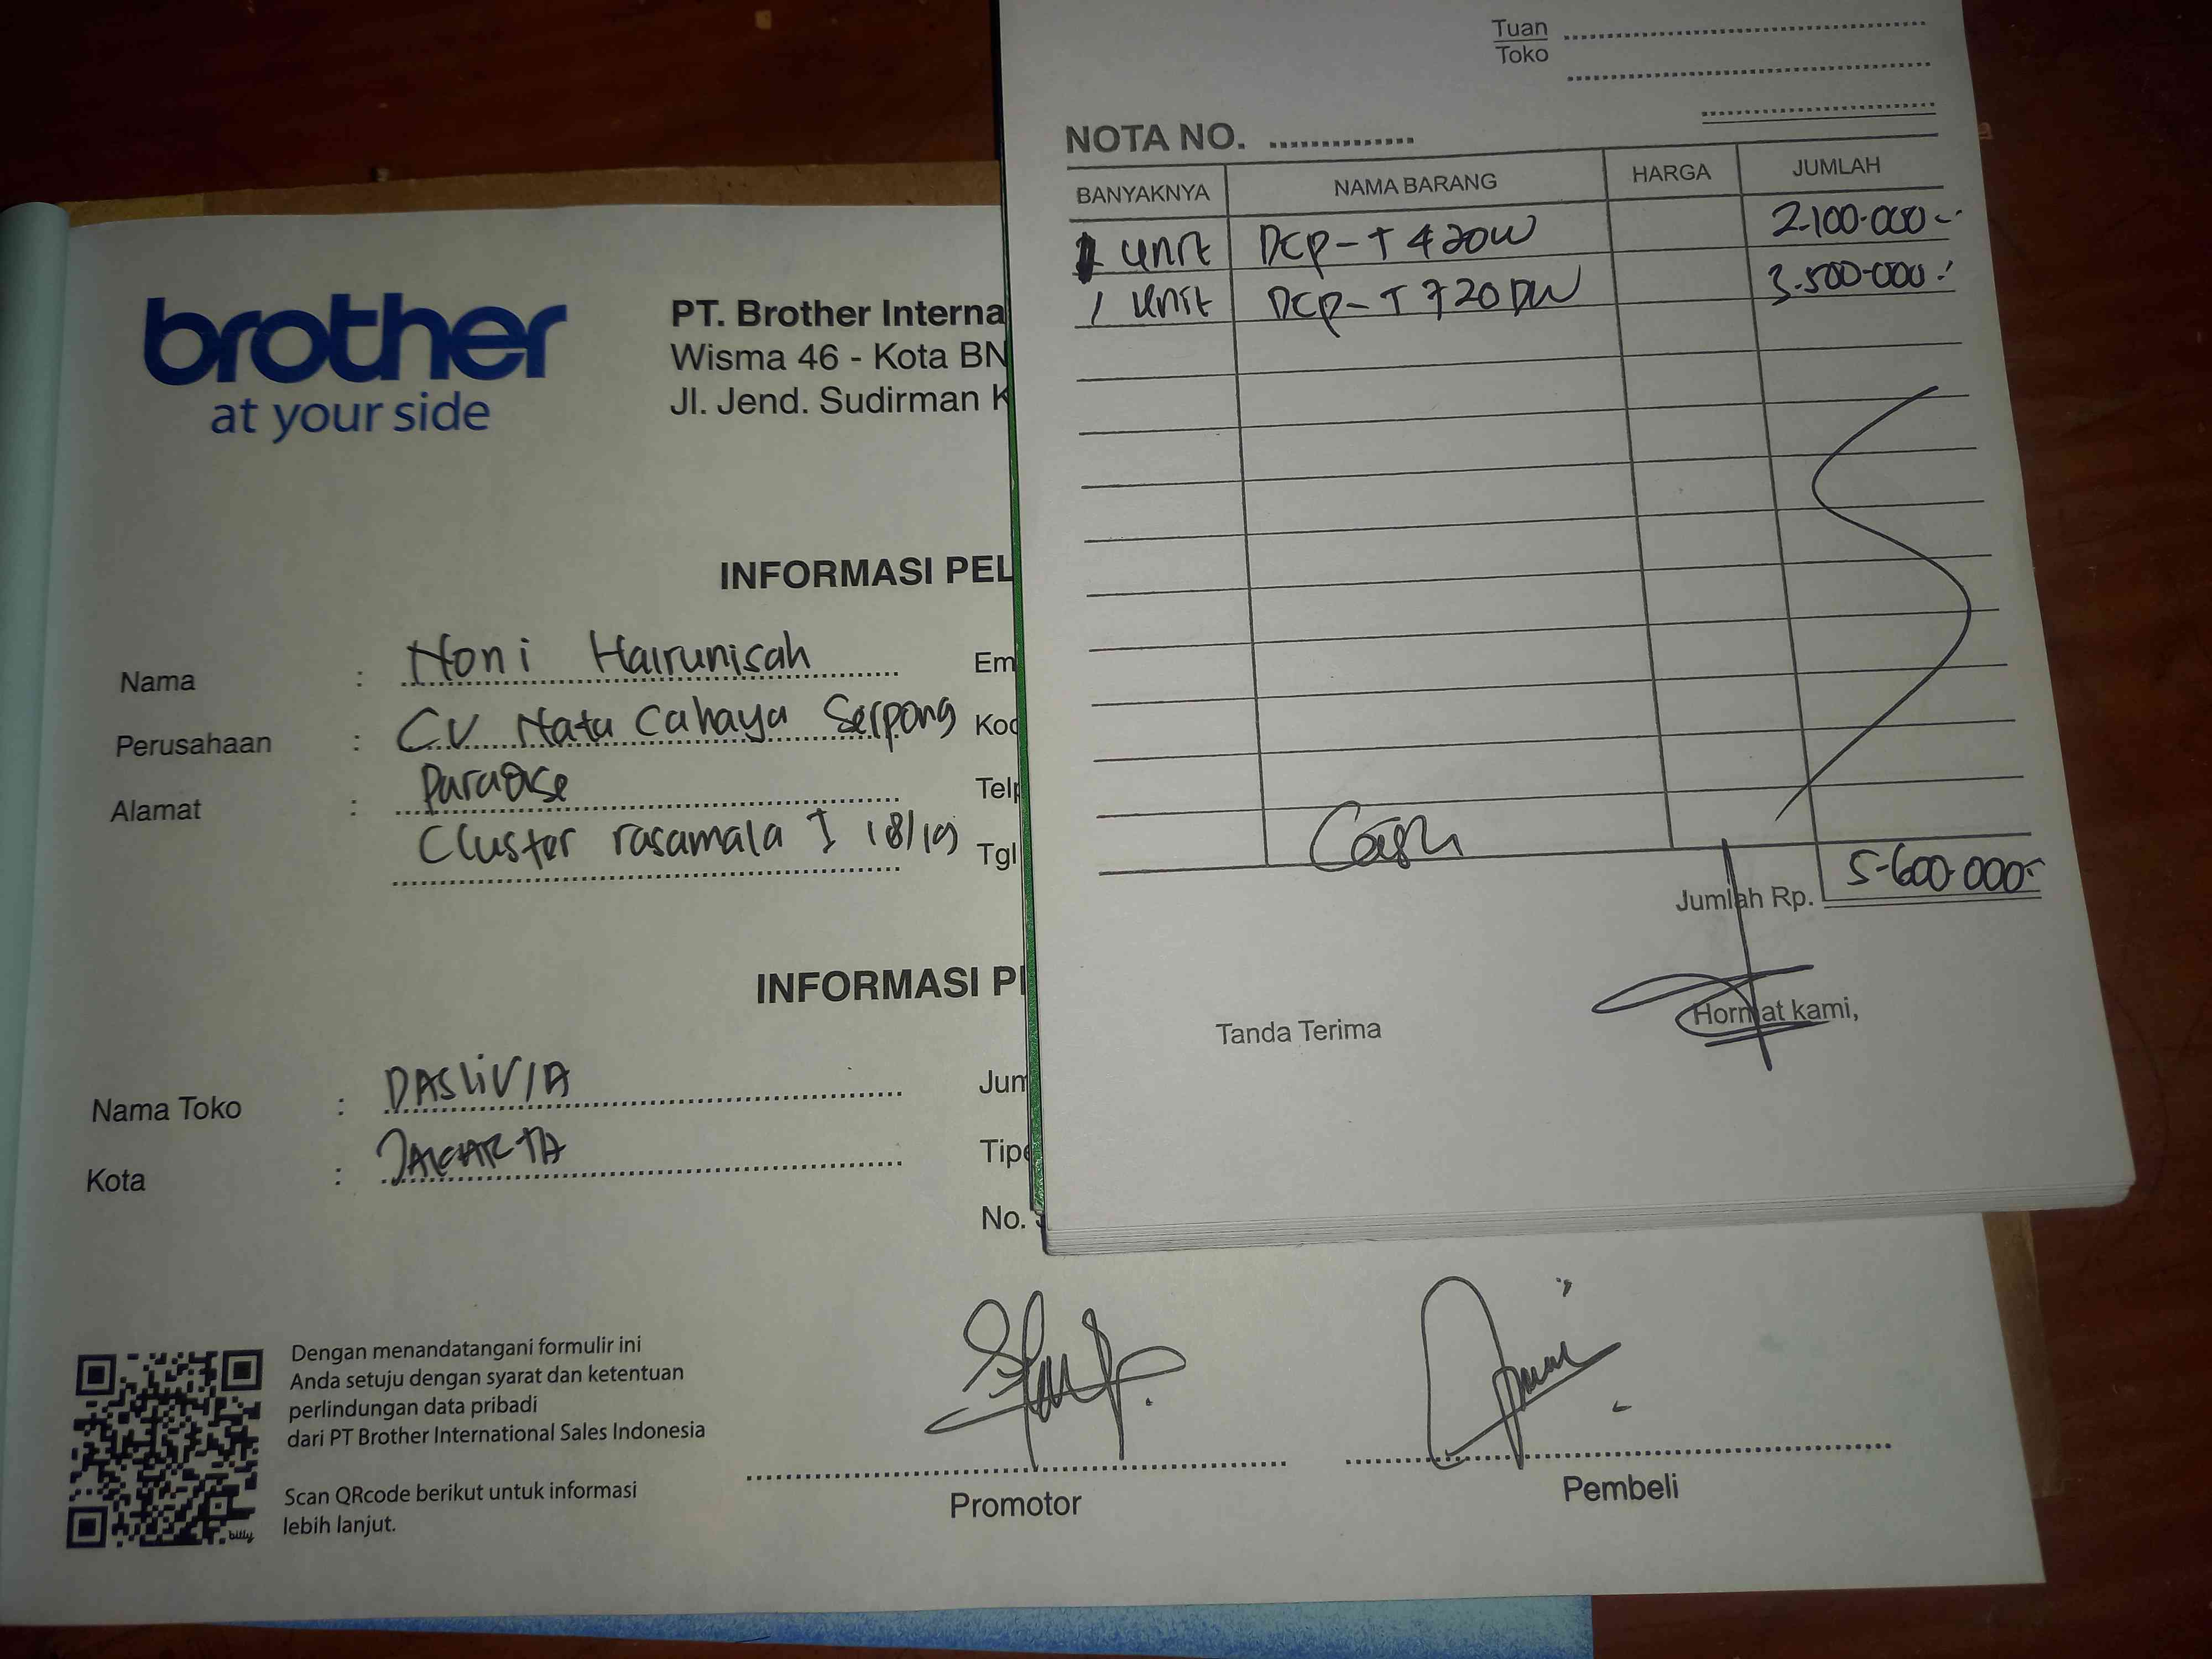 brother
at your side
PT. Brother Interna
Wisma 46 - Kota BN
Jl. Jend. Sudirman K
INFORMASI PEL
Nama : Noni Hairunisah
Em
Perusahaan : CV Natu Cahaya Serpong
Kod
Alamat : Paradise
Telp
Cluster rasamala I 18/19
Tgl
INFORMASI P
Nama Toko : DASLIVIA
Jum
Kota : JAKARTA
Tipe
No.
Dengan menandatangani formulir ini
Anda setuju dengan syarat dan ketentuan
perlindungan data pribadi
dari PT Brother International Sales Indonesia
Scan QRcode berikut untuk informasi
lebih lanjut.
billy
Promotor
Pembeli
Tuan
Toko
NOTA NO.
BANYAKNYA NAMA BARANG HARGA JUMLAH
1 unit DCP-T420W 2.100.000.-
1 unit DCP-T720DW 3.500.000.-
Cash
Jumlah Rp. 5.600.000.-
Tanda Terima
Hormat kami,